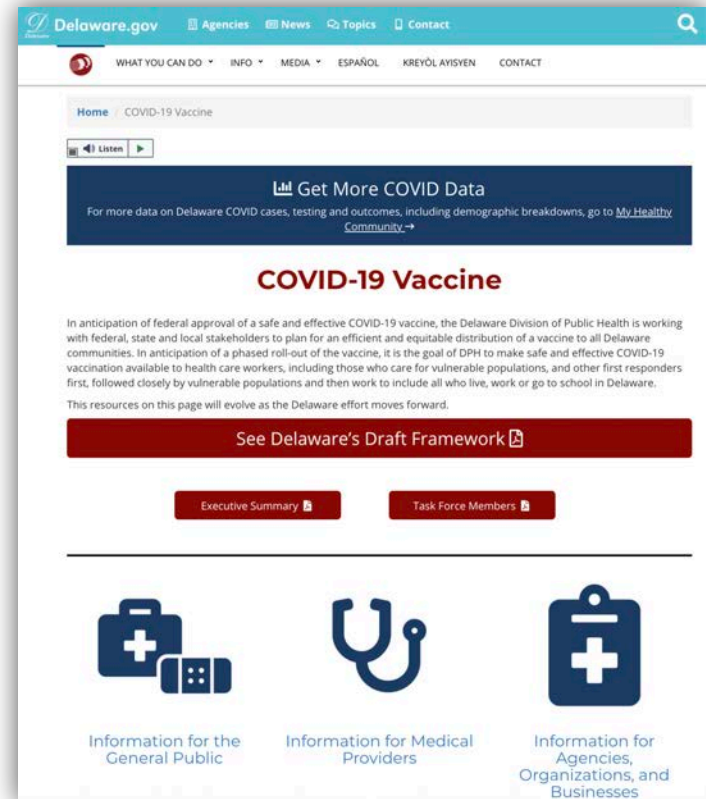 Delaware.gov Agencies News Topics Contact
WHAT YOU CAN DO INFO MEDIA ESPAÑOL KREYÒL AYISYEN CONTACT
Home / COVID-19 Vaccine
Listen
Get More COVID Data
For more data on Delaware COVID cases, testing and outcomes, including demographic breakdowns, go to My Healthy
Community →
COVID-19 Vaccine
In anticipation of federal approval of a safe and effective COVID-19 vaccine, the Delaware Division of Public Health is working
with federal, state and local stakeholders to plan for an efficient and equitable distribution of a vaccine to all Delaware
communities. In anticipation of a phased roll-out of the vaccine, it is the goal of DPH to make safe and effective COVID-19
vaccination available to health care workers, including those who care for vulnerable populations, and other first responders
first, followed closely by vulnerable populations and then work to include all who live, work or go to school in Delaware.
This resources on this page will evolve as the Delaware effort moves forward.
See Delaware's Draft Framework
Executive Summary Task Force Members
Information for the Information for Medical Information for
General Public Providers Agencies,
Organizations, and
Businesses